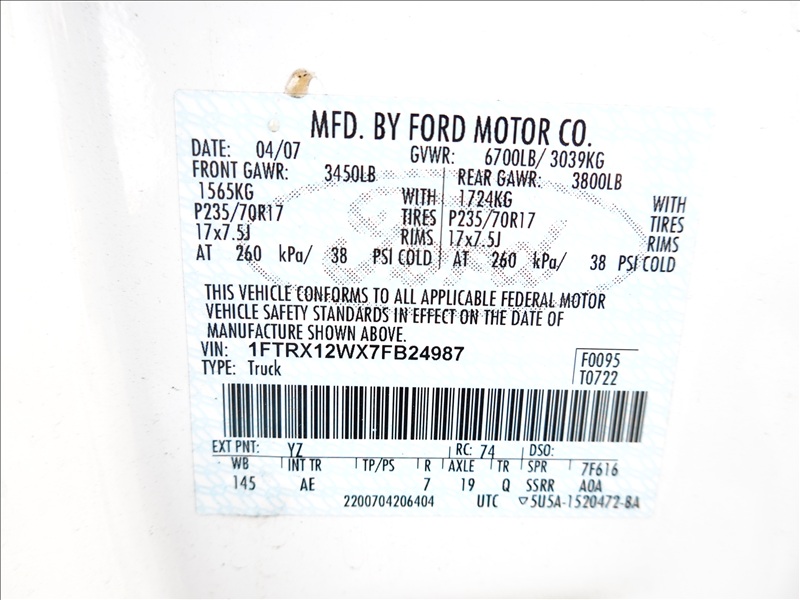 MFD. BY FORD MOTOR CO.
DATE: 04/07 GVWR: 6700LB/ 3039KG
FRONT GAWR: 3450LB REAR GAWR: 3800LB
1565KG WITH 1724KG WITH
P235/70R17 TIRES P235/70R17 TIRES
17x7.5J RIMS 17x7.5J RIMS
AT 260 kPa/ 38 PSI COLD AT 260 kPa/ 38 PSI COLD
Ford
THIS VEHICLE CONFORMS TO ALL APPLICABLE FEDERAL MOTOR
VEHICLE SAFETY STANDARDS IN EFFECT ON THE DATE OF
MANUFACTURE SHOWN ABOVE.
VIN: 1FTRX12WX7FB24987 F0095
TYPE: Truck T0722
EXT PNT: YZ RC: 74 DSO:
WB INT TR TP/PS R AXLE TR SPR 7F616
145 AE 7 19 Q SSRR AOA
2200704206404 UTC ▽5U5A-1520472-BA